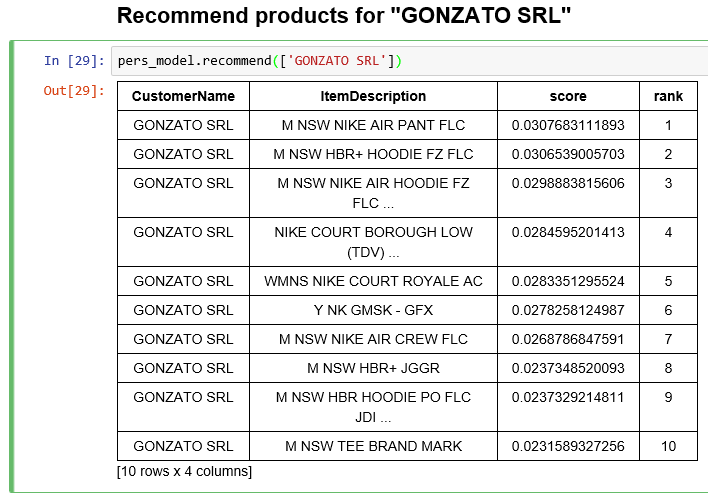 Recommend products for "GONZATO SRL"
In [29]: pers_model.recommend(['GONZATO SRL'])
Out[29]:
CustomerName ItemDescription score rank
GONZATO SRL M NSW NIKE AIR PANT FLC 0.0307683111893 1
GONZATO SRL M NSW HBR+ HOODIE FZ FLC 0.0306539005703 2
GONZATO SRL M NSW NIKE AIR HOODIE FZ 0.0298883815606 3
FLC ...
GONZATO SRL NIKE COURT BOROUGH LOW 0.0284595201413 4
(TDV) ...
GONZATO SRL WMNS NIKE COURT ROYALE AC 0.0283351295524 5
GONZATO SRL Y NK GMSK - GFX 0.0278258124987 6
GONZATO SRL M NSW NIKE AIR CREW FLC 0.0268786847591 7
GONZATO SRL M NSW HBR+ JGGR 0.0237348520093 8
GONZATO SRL M NSW HBR HOODIE PO FLC 0.0237329214811 9
JDI ...
GONZATO SRL M NSW TEE BRAND MARK 0.0231589327256 10
[10 rows x 4 columns]